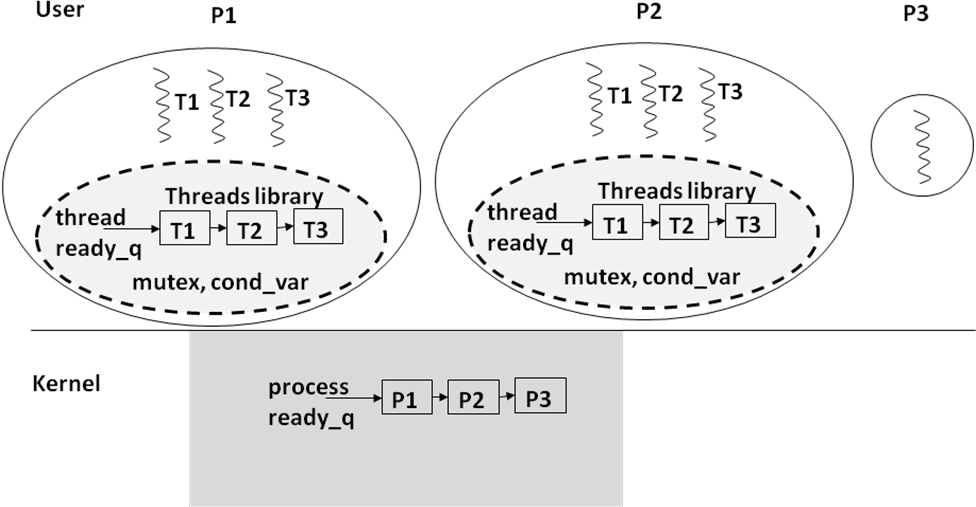 User
P1
P2
P3
T1 T2 T3
T1 T2 T3
Threads library
thread
ready_q
T1 T2 T3
mutex, cond_var
Threads library
thread
ready_q
T1 T2 T3
mutex, cond_var
Kernel
process
ready_q
P1 P2 P3